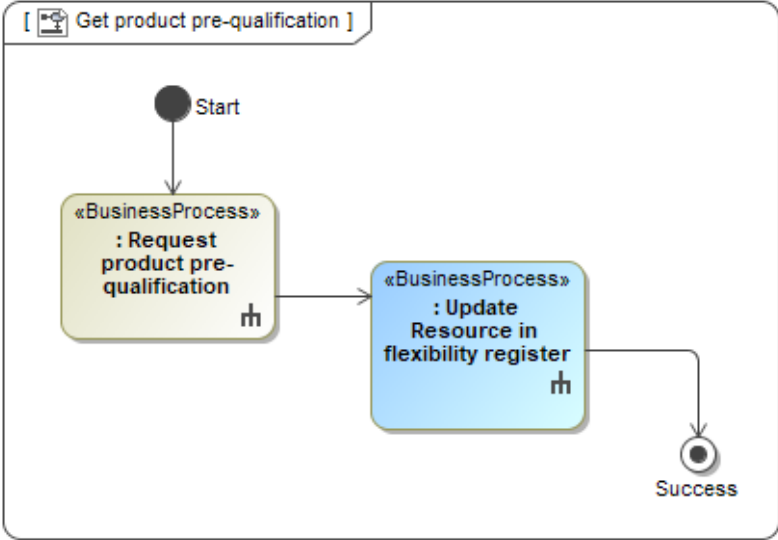 [ Get product pre-qualification ]
Start
«BusinessProcess»
: Request
product pre-
qualification
«BusinessProcess»
: Update
Resource in
flexibility register
Success